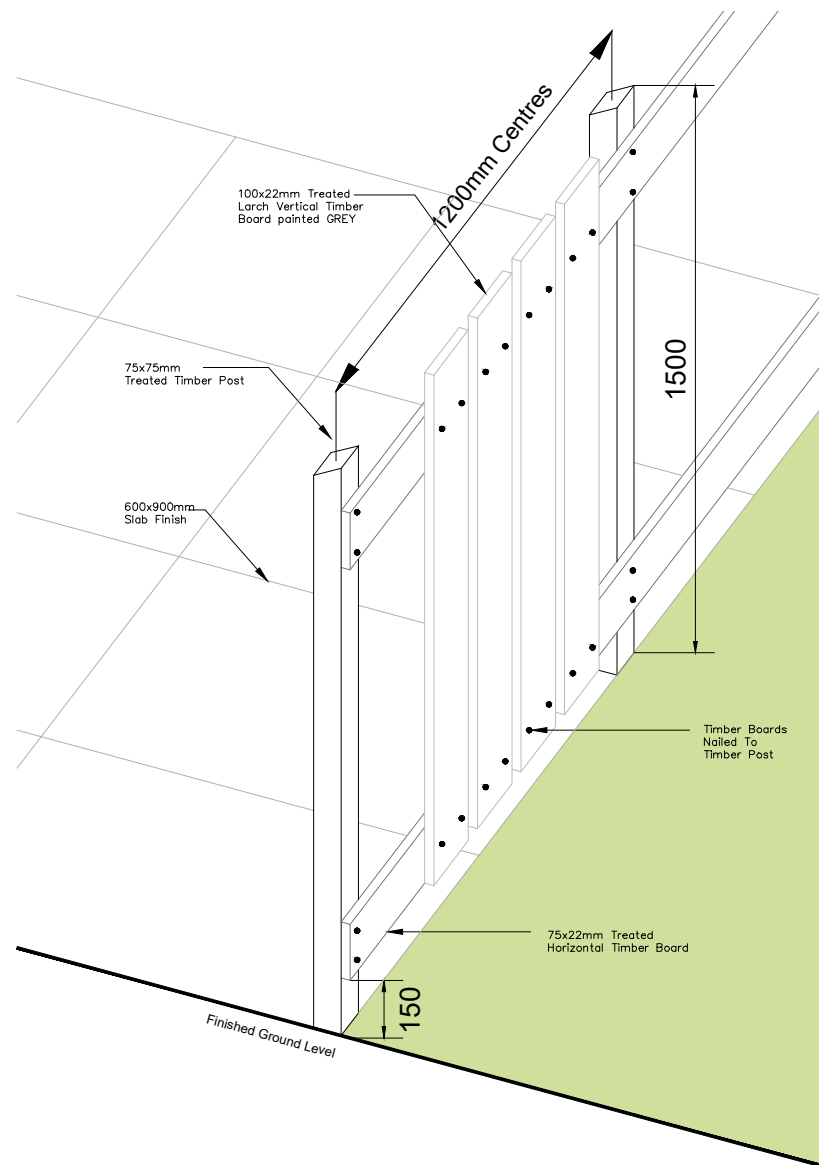 1200mm Centres
100x22mm Treated
Larch Vertical Timber
Board painted GREY
1500
75x75mm
Treated Timber Post
600x900mm
Slab Finish
Timber Boards
Nailed To
Timber Post
75x22mm Treated
Horizontal Timber Board
150
Finished Ground Level